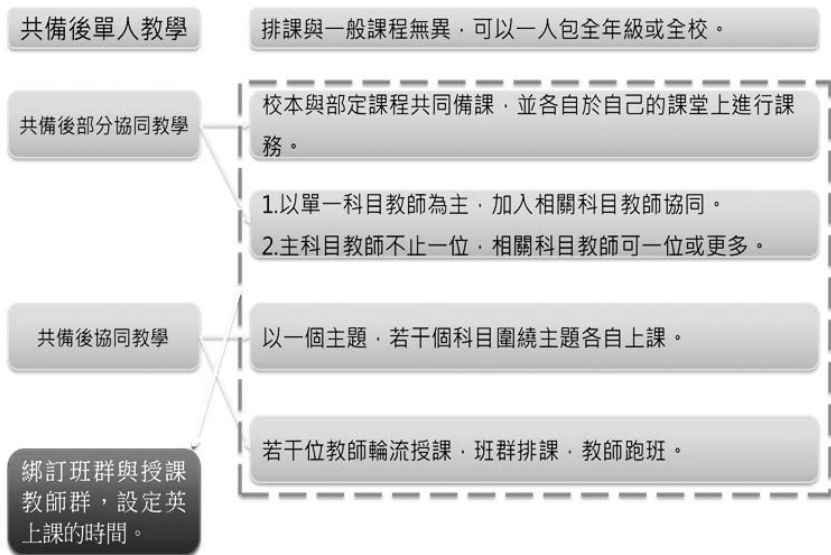 共備後單人教學
排課與一般課程無異，可以一人包全年級或全校。
共備後部分協同教學
校本與部定課程共同備課，並各自於自己的課堂上進行課
務。
1.以單一科目教師為主，加入相關科目教師協同。
2.主科目教師不止一位，相關科目教師可一位或更多。
共備後協同教學
以一個主題，若干個科目圍繞主題各自上課。
若干位教師輪流授課，班群排課，教師跑班。
綁訂班群與授課
教師群，設定英
上課的時間。